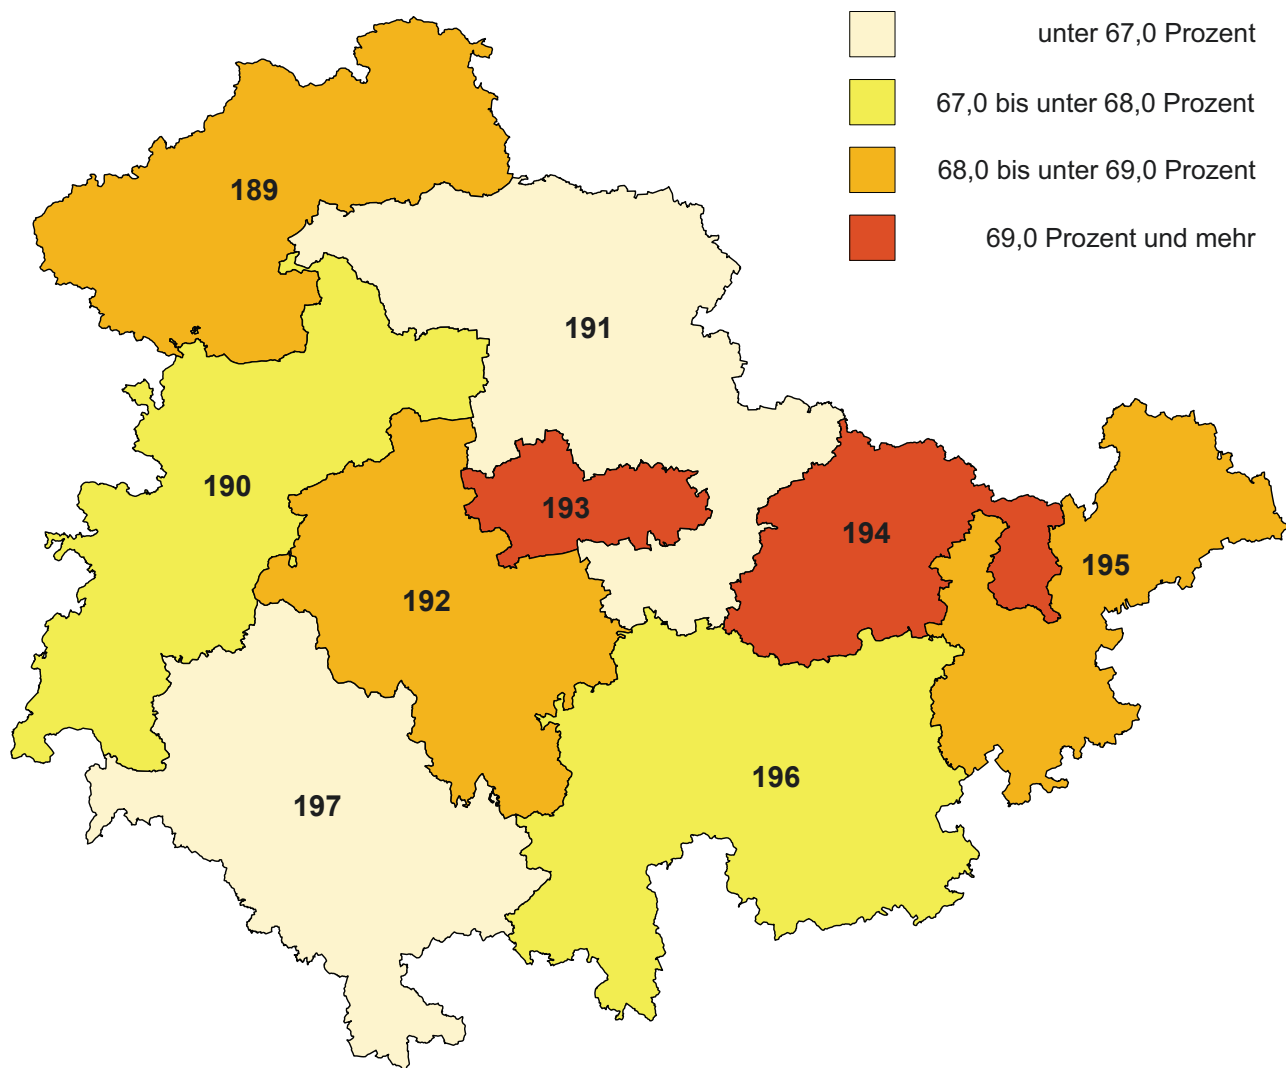 unter 67,0 Prozent
67,0 bis unter 68,0 Prozent
68,0 bis unter 69,0 Prozent
69,0 Prozent und mehr
189
191
190
193
194
195
192
196
197